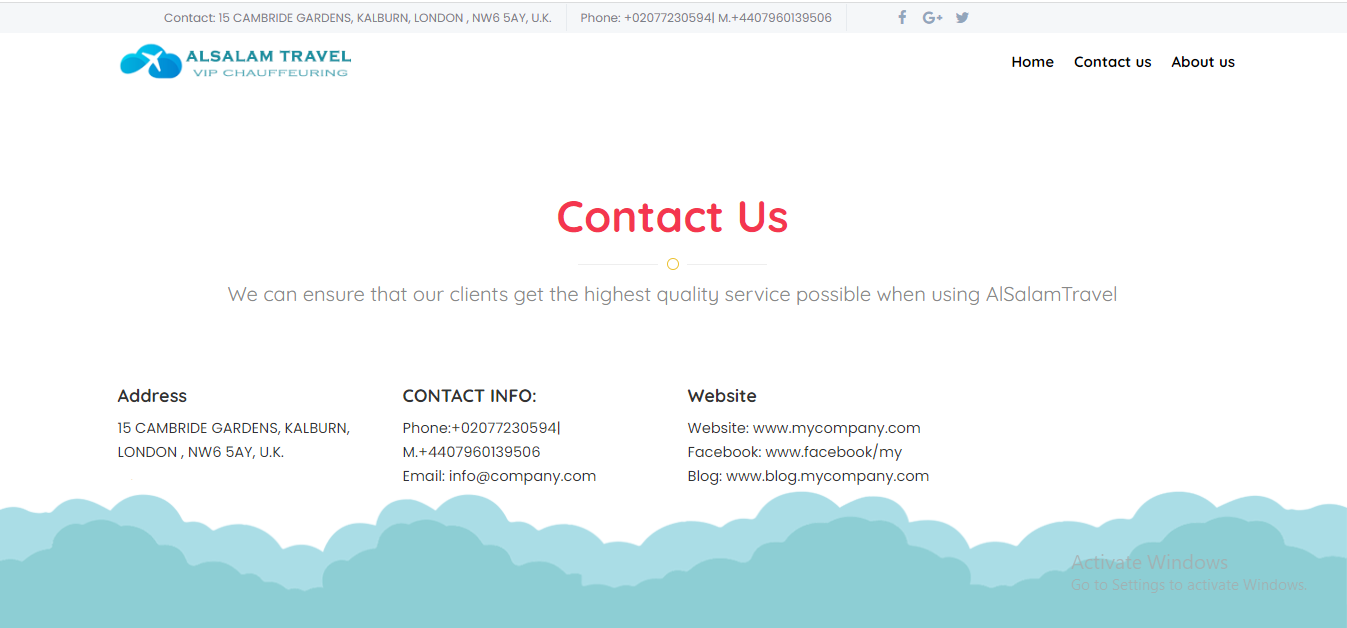 Contact: 15 CAMBRIDE GARDENS, KALBURN, LONDON , NW6 5AY, U.K.
Phone: +02077230594| M.+4407960139506
G+
ALSALAM TRAVEL
VIP CHAUFFEURING
Home
Contact us
About us
Contact Us
We can ensure that our clients get the highest quality service possible when using AlSalamTravel
Address
15 CAMBRIDE GARDENS, KALBURN,
LONDON , NW6 5AY, U.K.
CONTACT INFO:
Phone:+02077230594|
M.+4407960139506
Email: info@company.com
Website
Website: www.mycompany.com
Facebook: www.facebook/my
Blog: www.blog.mycompany.com
Activate Windows
Go to Settings to activate Windows.